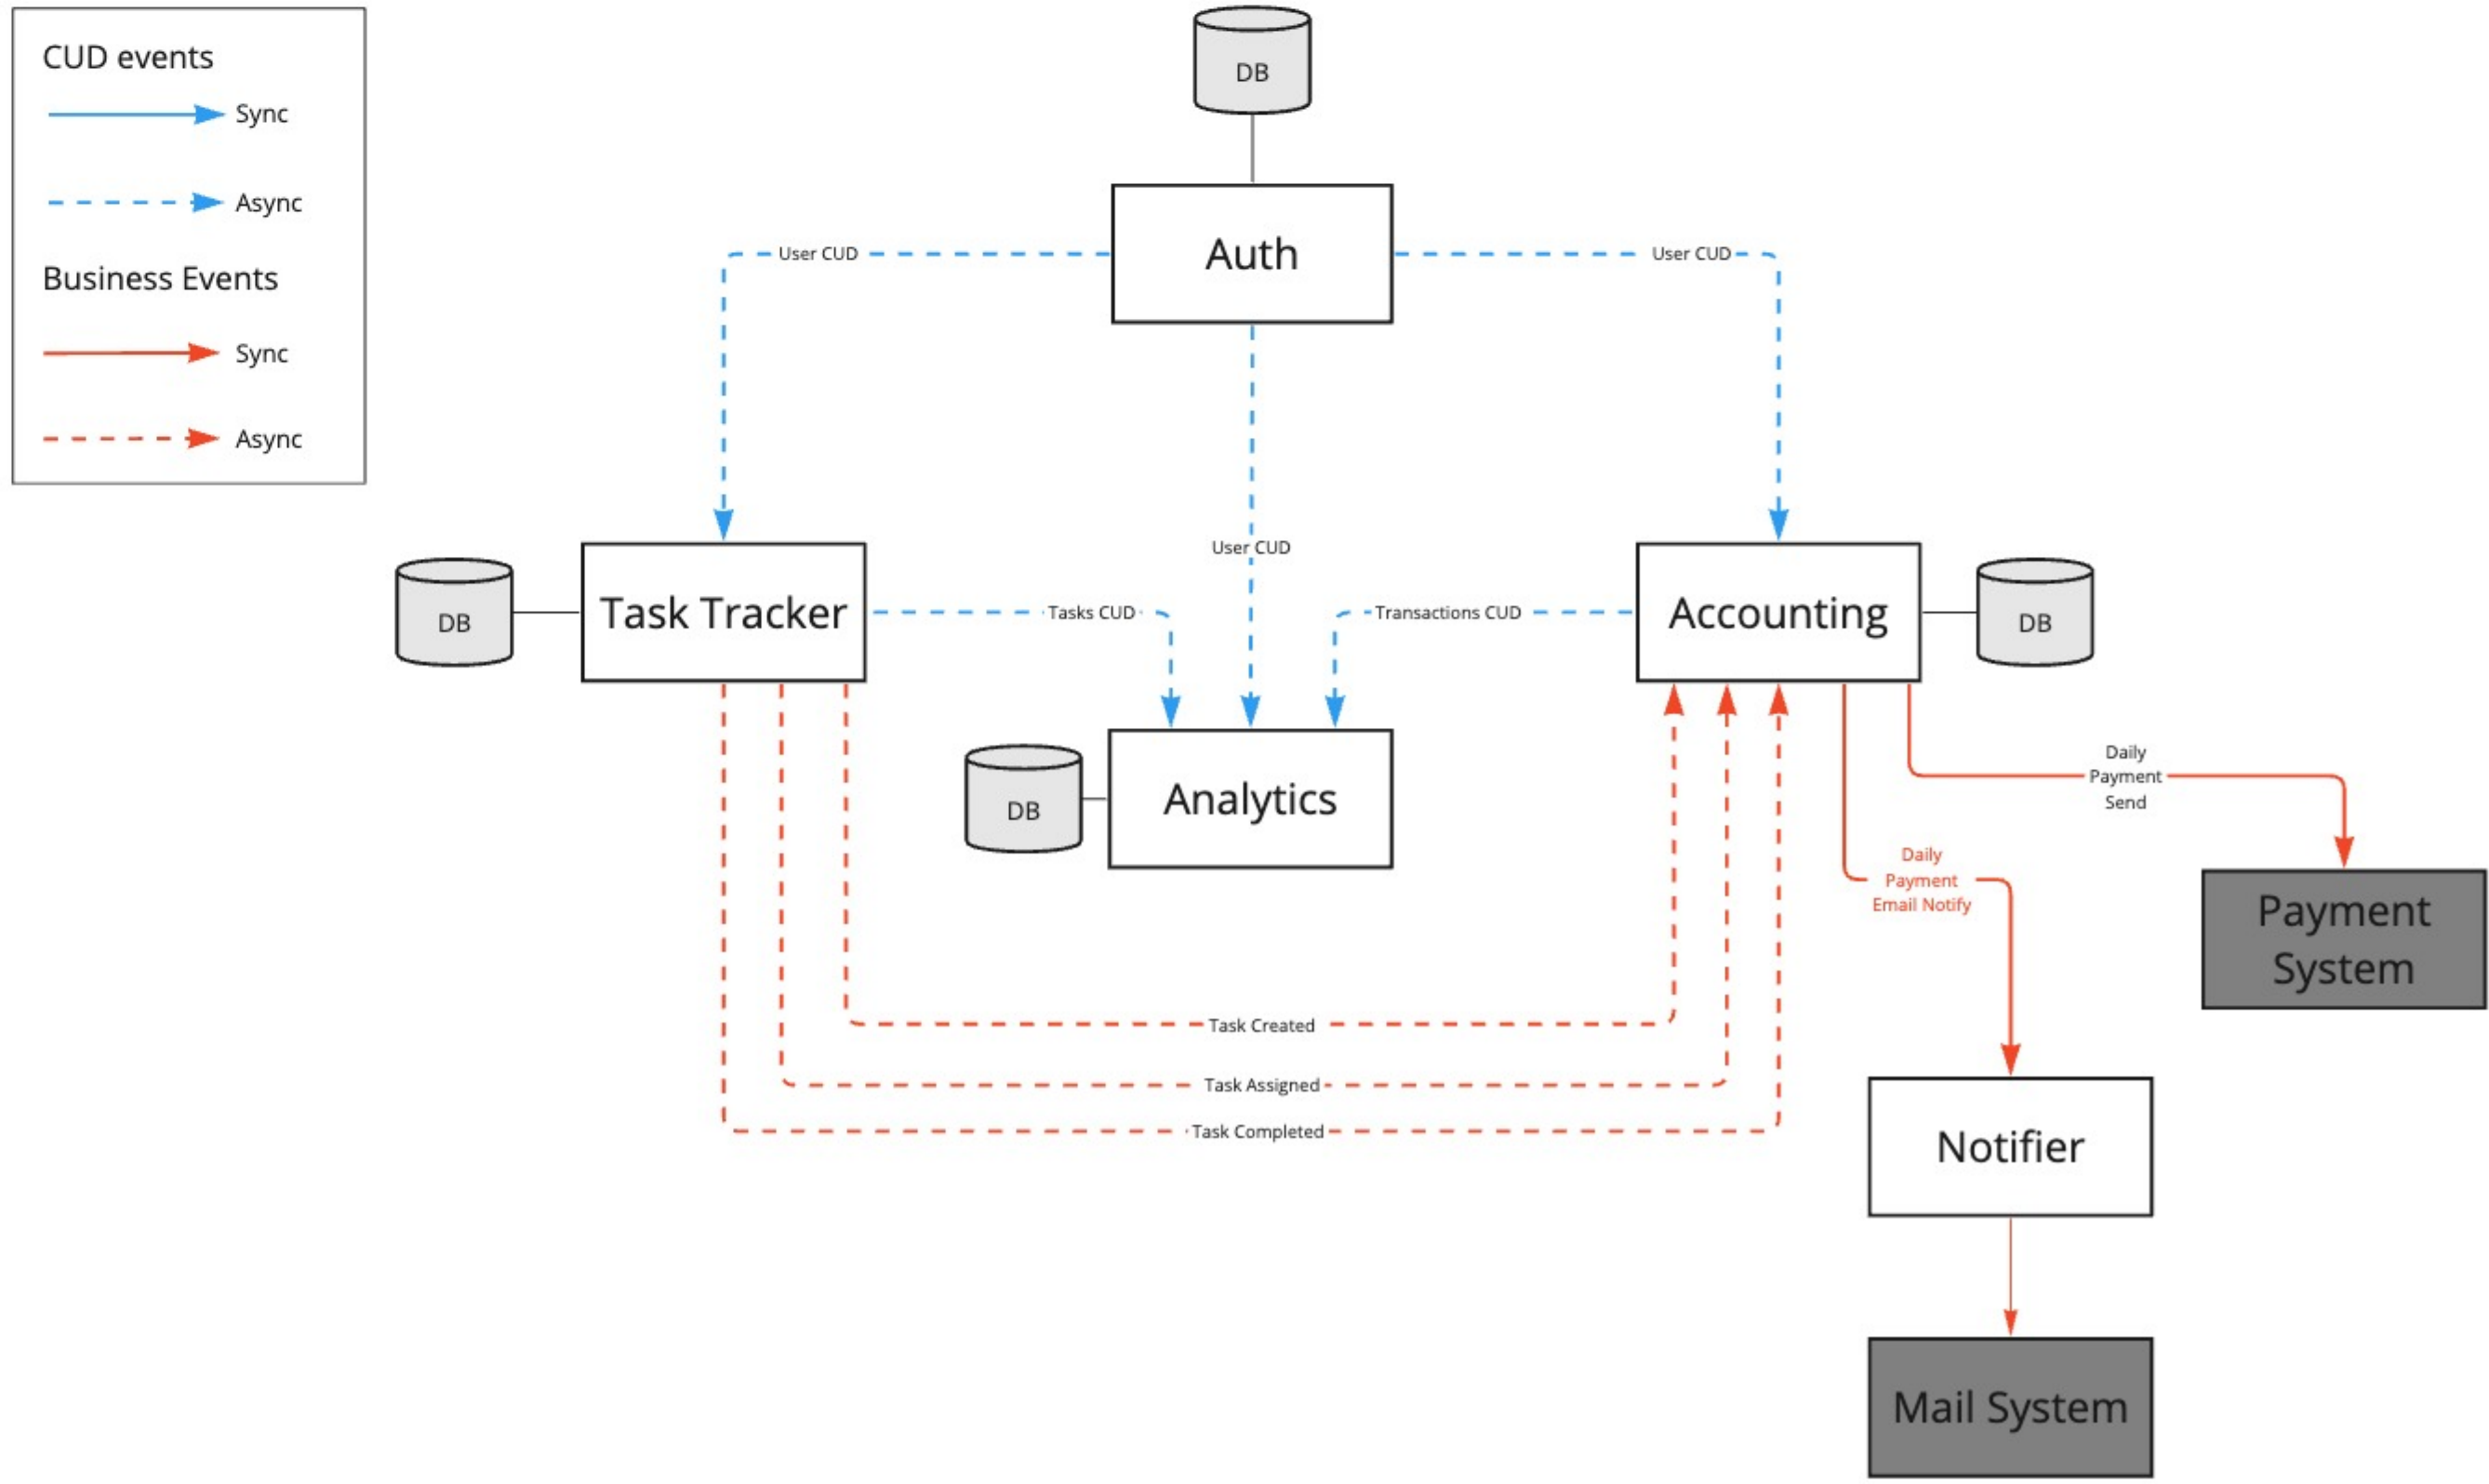 CUD events
Sync
Async
Business Events
Sync
Async
DB
Auth
User CUD
User CUD
User CUD
DB
Task Tracker
Tasks CUD
Transactions CUD
Accounting
DB
DB
Analytics
Daily
Payment
Send
Daily
Payment
Email Notify
Payment
System
Task Created
Task Assigned
Task Completed
Notifier
Mail System